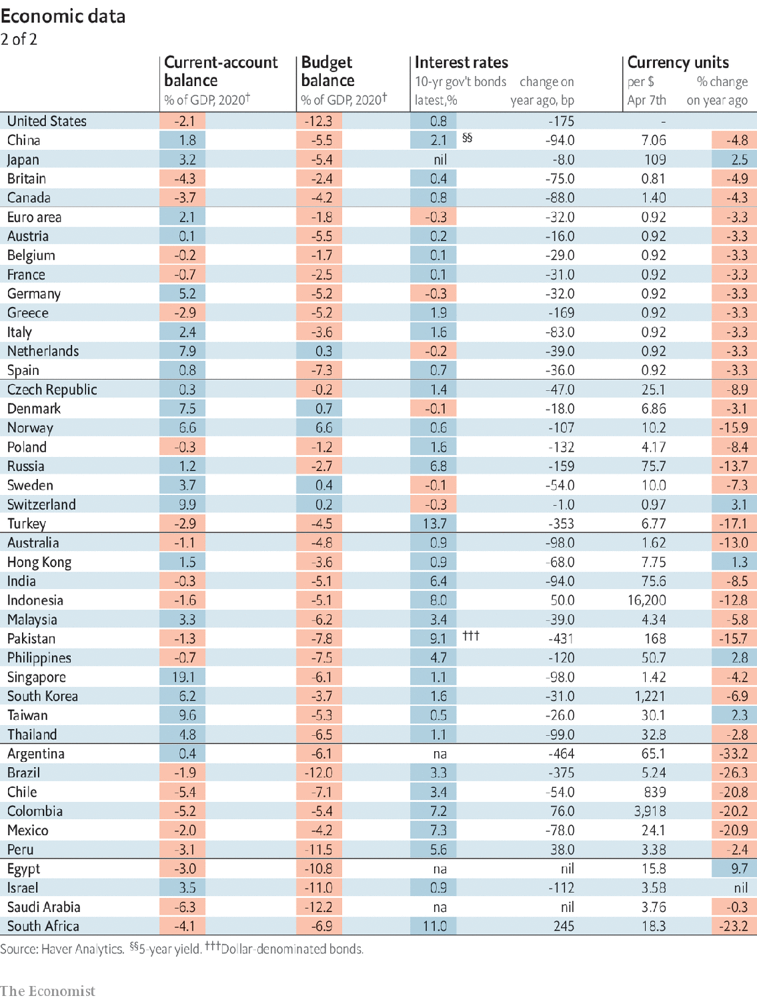 Economic data
2 of 2
Current-account balance % of GDP, 2020† Budget balance % of GDP, 2020† Interest rates 10-yr gov't bonds latest,% change on year ago, bp Currency units per $ Apr 7th % change on year ago
United States -2.1 -12.3 0.8 -175 -
China 1.8 -5.5 2.1 §§ -94.0 7.06 -4.8
Japan 3.2 -5.4 nil -8.0 109 2.5
Britain -4.3 -2.4 0.4 -75.0 0.81 -4.9
Canada -3.7 -4.2 0.8 -88.0 1.40 -4.3
Euro area 2.1 -1.8 -0.3 -32.0 0.92 -3.3
Austria 0.1 -5.5 0.2 -16.0 0.92 -3.3
Belgium -0.2 -1.7 0.1 -29.0 0.92 -3.3
France -0.7 -2.5 0.1 -31.0 0.92 -3.3
Germany 5.2 -5.2 -0.3 -32.0 0.92 -3.3
Greece -2.9 -5.2 1.9 -169 0.92 -3.3
Italy 2.4 -3.6 1.6 -83.0 0.92 -3.3
Netherlands 7.9 0.3 -0.2 -39.0 0.92 -3.3
Spain 0.8 -7.3 0.7 -36.0 0.92 -3.3
Czech Republic 0.3 -0.2 1.4 -47.0 25.1 -8.9
Denmark 7.5 0.7 -0.1 -18.0 6.86 -3.1
Norway 6.6 6.6 0.6 -107 10.2 -15.9
Poland -0.3 -1.2 1.6 -132 4.17 -8.4
Russia 1.2 -2.7 6.8 -159 75.7 -13.7
Sweden 3.7 0.4 -0.1 -54.0 10.0 -7.3
Switzerland 9.9 0.2 -0.3 -1.0 0.97 3.1
Turkey -2.9 -4.5 13.7 -353 6.77 -17.1
Australia -1.1 -4.8 0.9 -98.0 1.62 -13.0
Hong Kong 1.5 -3.6 0.9 -68.0 7.75 1.3
India -0.3 -5.1 6.4 -94.0 75.6 -8.5
Indonesia -1.6 -5.1 8.0 50.0 16,200 -12.8
Malaysia 3.3 -6.2 3.4 -39.0 4.34 -5.8
Pakistan -1.3 -7.8 9.1 ††† -431 168 -15.7
Philippines -0.7 -7.5 4.7 -120 50.7 2.8
Singapore 19.1 -6.1 1.1 -98.0 1.42 -4.2
South Korea 6.2 -3.7 1.6 -31.0 1,221 -6.9
Taiwan 9.6 -5.3 0.5 -26.0 30.1 2.3
Thailand 4.8 -6.5 1.1 -99.0 32.8 -2.8
Argentina 0.4 -6.1 na -464 65.1 -33.2
Brazil -1.9 -12.0 3.3 -375 5.24 -26.3
Chile -5.4 -7.1 3.4 -54.0 839 -20.8
Colombia -5.2 -5.4 7.2 76.0 3,918 -20.2
Mexico -2.0 -4.2 7.3 -78.0 24.1 -20.9
Peru -3.1 -11.5 5.6 38.0 3.38 -2.4
Egypt -3.0 -10.8 na nil 15.8 9.7
Israel 3.5 -11.0 0.9 -112 3.58 nil
Saudi Arabia -6.3 -12.2 na nil 3.76 -0.3
South Africa -4.1 -6.9 11.0 245 18.3 -23.2
Source: Haver Analytics. §§5-year yield. †††Dollar-denominated bonds.
The Economist